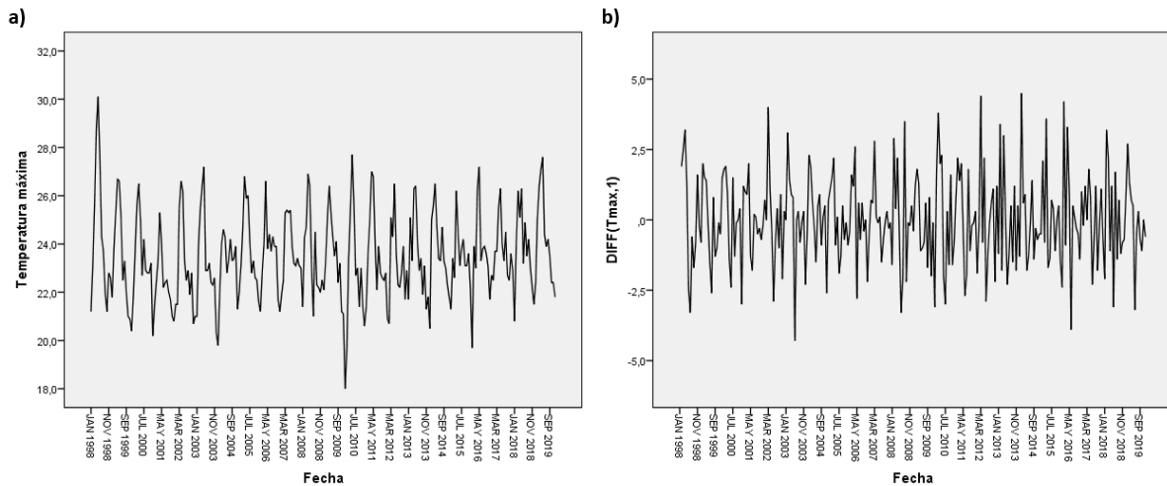 a)
Temperatura máxima
32,0
30,0
28,0
26,0
24,0
22,0
20,0
18,0
JAN 1998
NOV 1998
SEP 1999
JUL 2000
MAY 2001
MAR 2002
JAN 2003
NOV 2003
SEP 2004
JUL 2005
MAY 2006
MAR 2007
JAN 2008
NOV 2008
SEP 2009
JUL 2010
MAY 2011
MAR 2012
JAN 2013
NOV 2013
SEP 2014
JUL 2015
MAY 2016
MAR 2017
JAN 2018
NOV 2018
SEP 2019
Fecha
b)
DIFF(Tmax,1)
5,0
2,5
,0
-2,5
-5,0
JAN 1998
NOV 1998
SEP 1999
JUL 2000
MAY 2001
MAR 2002
JAN 2003
NOV 2003
SEP 2004
JUL 2005
MAY 2006
MAR 2007
JAN 2008
NOV 2008
SEP 2009
JUL 2010
MAY 2011
MAR 2012
JAN 2013
NOV 2013
SEP 2014
JUL 2015
MAY 2016
MAR 2017
JAN 2018
NOV 2018
SEP 2019
Fecha